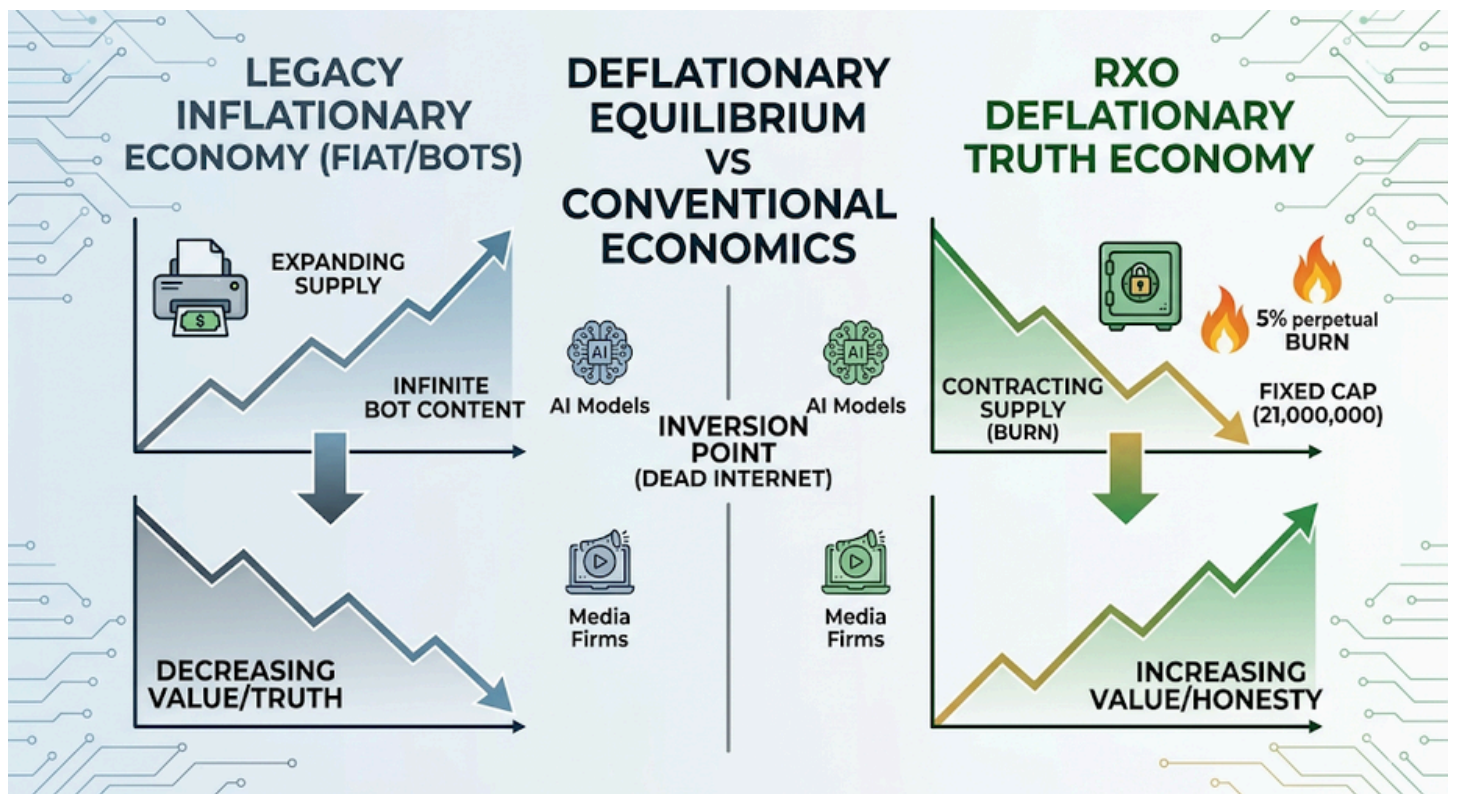 LEGACY
INFLATIONARY
ECONOMY (FIAT/BOTS)
EXPANDING
SUPPLY
$
INFINITE
BOT CONTENT
DECREASING
VALUE/TRUTH
DEFLATIONARY
EQUILIBRIUM
VS
CONVENTIONAL
ECONOMICS
AI
AI Models
AI
AI Models
INVERSION
POINT
(DEAD INTERNET)
Media
Firms
Media
Firms
RXO
DEFLATIONARY
TRUTH ECONOMY
5% perpetual
BURN
CONTRACTING
SUPPLY
(BURN)
FIXED CAP
(21,000,000)
INCREASING
VALUE/HONESTY